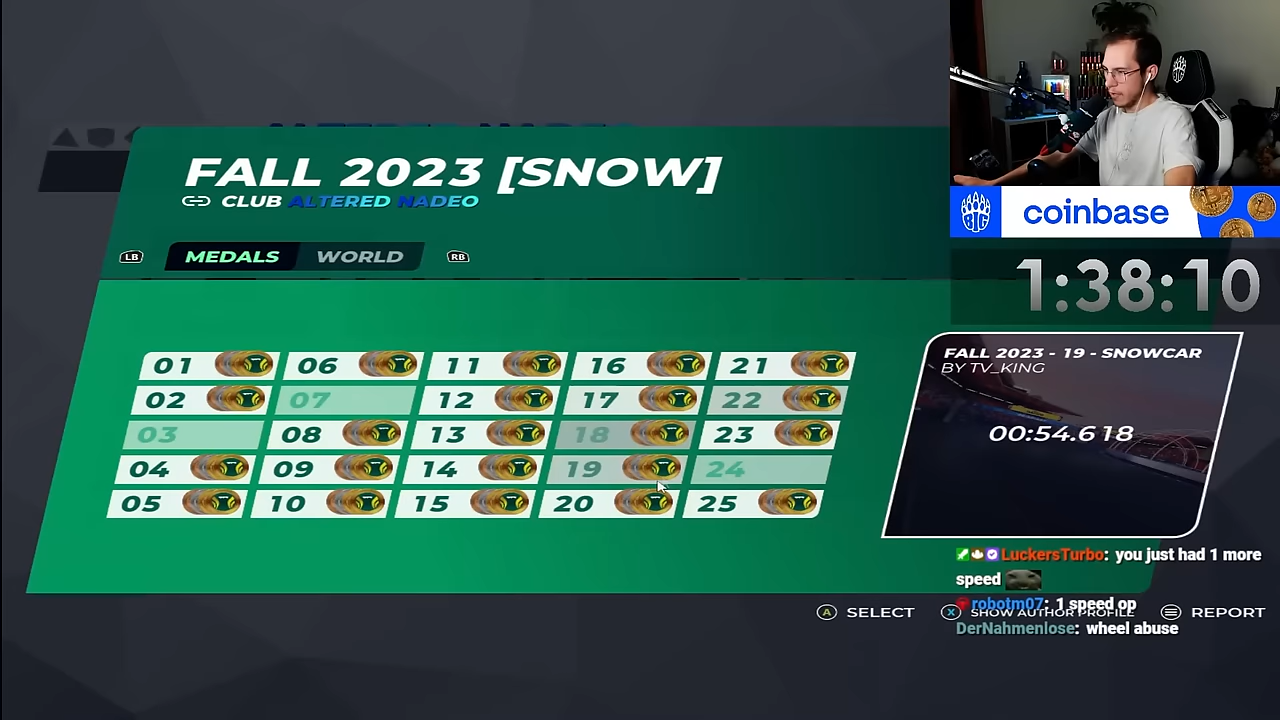 FALL 2023 [SNOW]
CLUB ALTERED NADEO
LB MEDALS WORLD RB
01 06 11 16 21
02 07 12 17 22
03 08 13 18 23
04 09 14 19 24
05 10 15 20 25
BIG coinbase
1:38:10
FALL 2023 - 19 - SNOWCAR
BY TV_KING
00:54.618
LuckersTurbo: you just had 1 more
speed
robotm07: 1 speed op
DerNahmenlose: wheel abuse
A SELECT X SHOW AUTHOR PROFILE REPORT